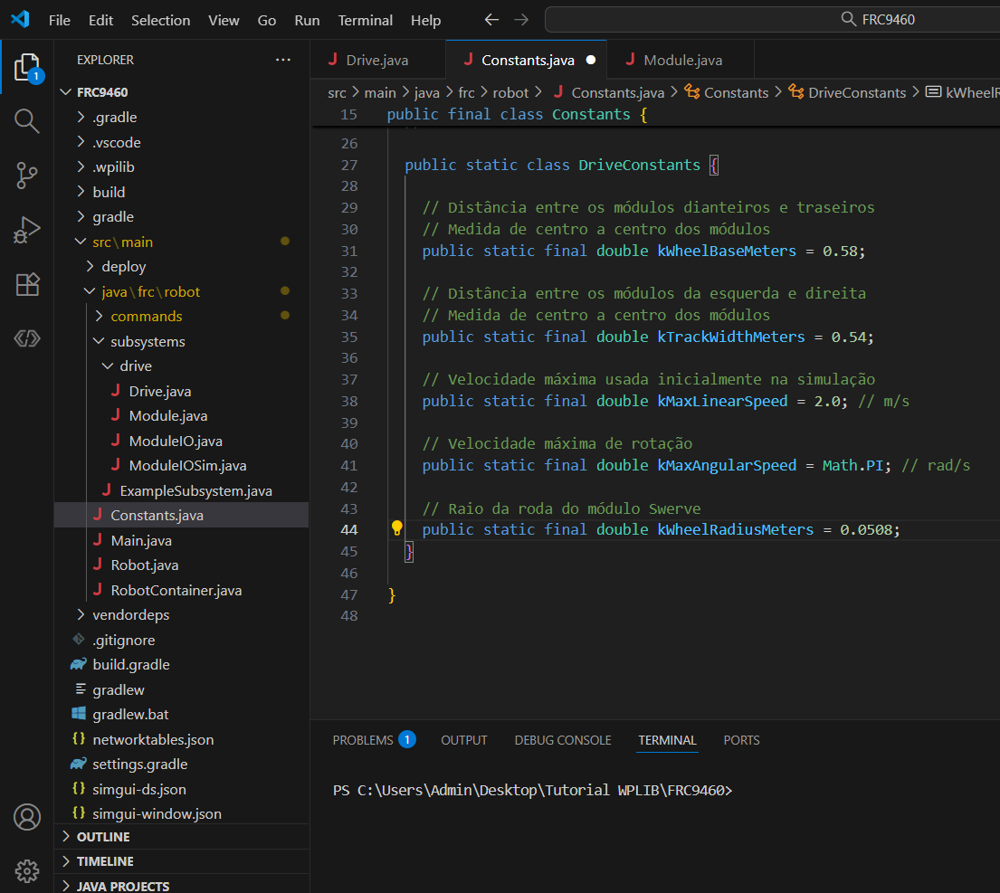 File Edit Selection View Go Run Terminal Help
FRC9460
1
EXPLORER
FRC9460
.gradle
.vscode
.wpilib
build
gradle
src\main
deploy
java\frc\robot
commands
subsystems
drive
Drive.java
Module.java
ModuleIO.java
ModuleIOSim.java
ExampleSubsystem.java
Constants.java
Main.java
Robot.java
RobotContainer.java
vendordeps
.gitignore
build.gradle
gradlew
gradlew.bat
networktables.json
settings.gradle
simgui-ds.json
simgui-window.json
OUTLINE
TIMELINE
JAVA PROJECTS
Drive.java Constants.java Module.java
src > main > java > frc > robot > Constants.java > Constants > DriveConstants > kWheelR
15 public final class Constants {
26
27 public static class DriveConstants {
28
29 // Distância entre os módulos dianteiros e traseiros
30 // Medida de centro a centro dos módulos
31 public static final double kWheelBaseMeters = 0.58;
32
33 // Distância entre os módulos da esquerda e direita
34 // Medida de centro a centro dos módulos
35 public static final double kTrackWidthMeters = 0.54;
36
37 // Velocidade máxima usada inicialmente na simulação
38 public static final double kMaxLinearSpeed = 2.0; // m/s
39
40 // Velocidade máxima de rotação
41 public static final double kMaxAngularSpeed = Math.PI; // rad/s
42
43 // Raio da roda do módulo Swerve
44 public static final double kWheelRadiusMeters = 0.0508;
45 }
46
47 }
48
PROBLEMS 1 OUTPUT DEBUG CONSOLE TERMINAL PORTS
PS C:\Users\Admin\Desktop\Tutorial WPLIB\FRC9460>